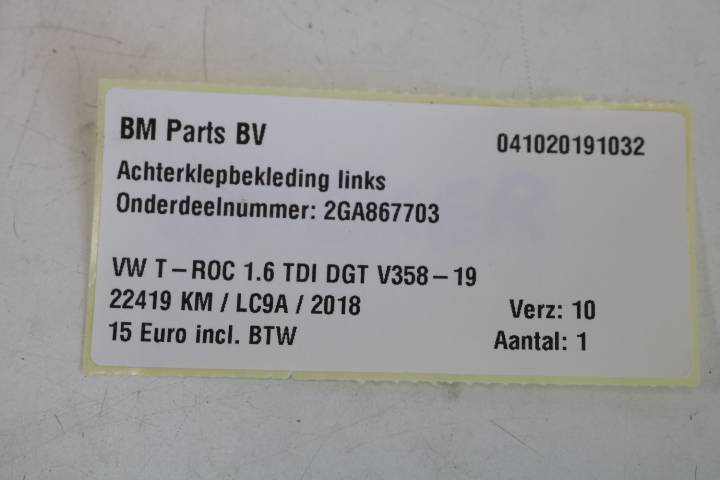 BM Parts BV 041020191032
Achterklepbekleding links
Onderdeelnummer: 2GA867703
VW T-ROC 1.6 TDI DGT V358-19
22419 KM / LC9A / 2018 Verz: 10
15 Euro incl. BTW Aantal: 1